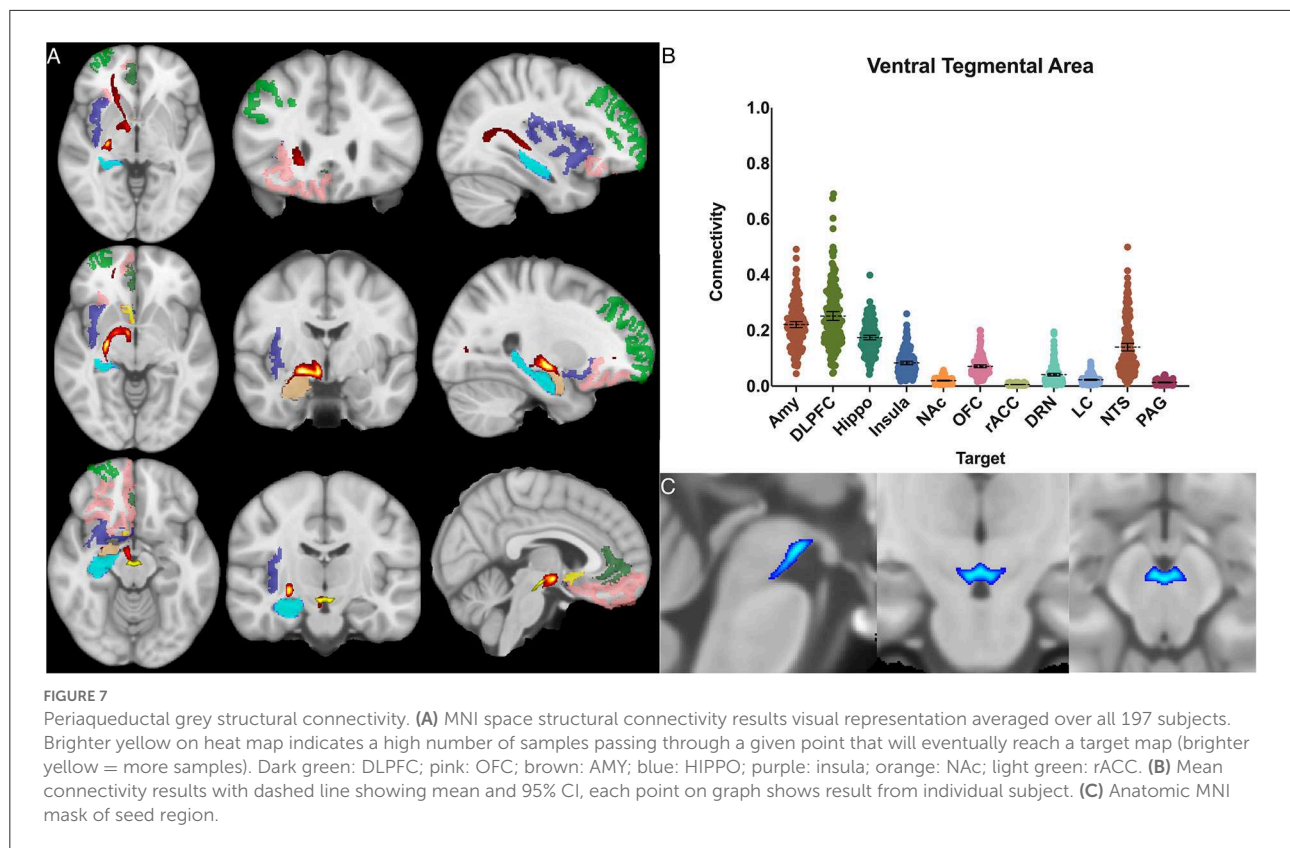 A
B
Ventral Tegmental Area
1.0
0.8
0.6
0.4
0.2
0.0
Connectivity
Amy
DLPFC
Hippo
Insula
NAc
OFC
rACC
DRN
LC
NTS
PAG
Target
C
FIGURE 7
Periaqueductal grey structural connectivity. (A) MNI space structural connectivity results visual representation averaged over all 197 subjects.
Brighter yellow on heat map indicates a high number of samples passing through a given point that will eventually reach a target map (brighter
yellow = more samples). Dark green: DLPFC; pink: OFC; brown: AMY; blue: HIPPO; purple: insula; orange: NAc; light green: rACC. (B) Mean
connectivity results with dashed line showing mean and 95% CI, each point on graph shows result from individual subject. (C) Anatomic MNI
mask of seed region.